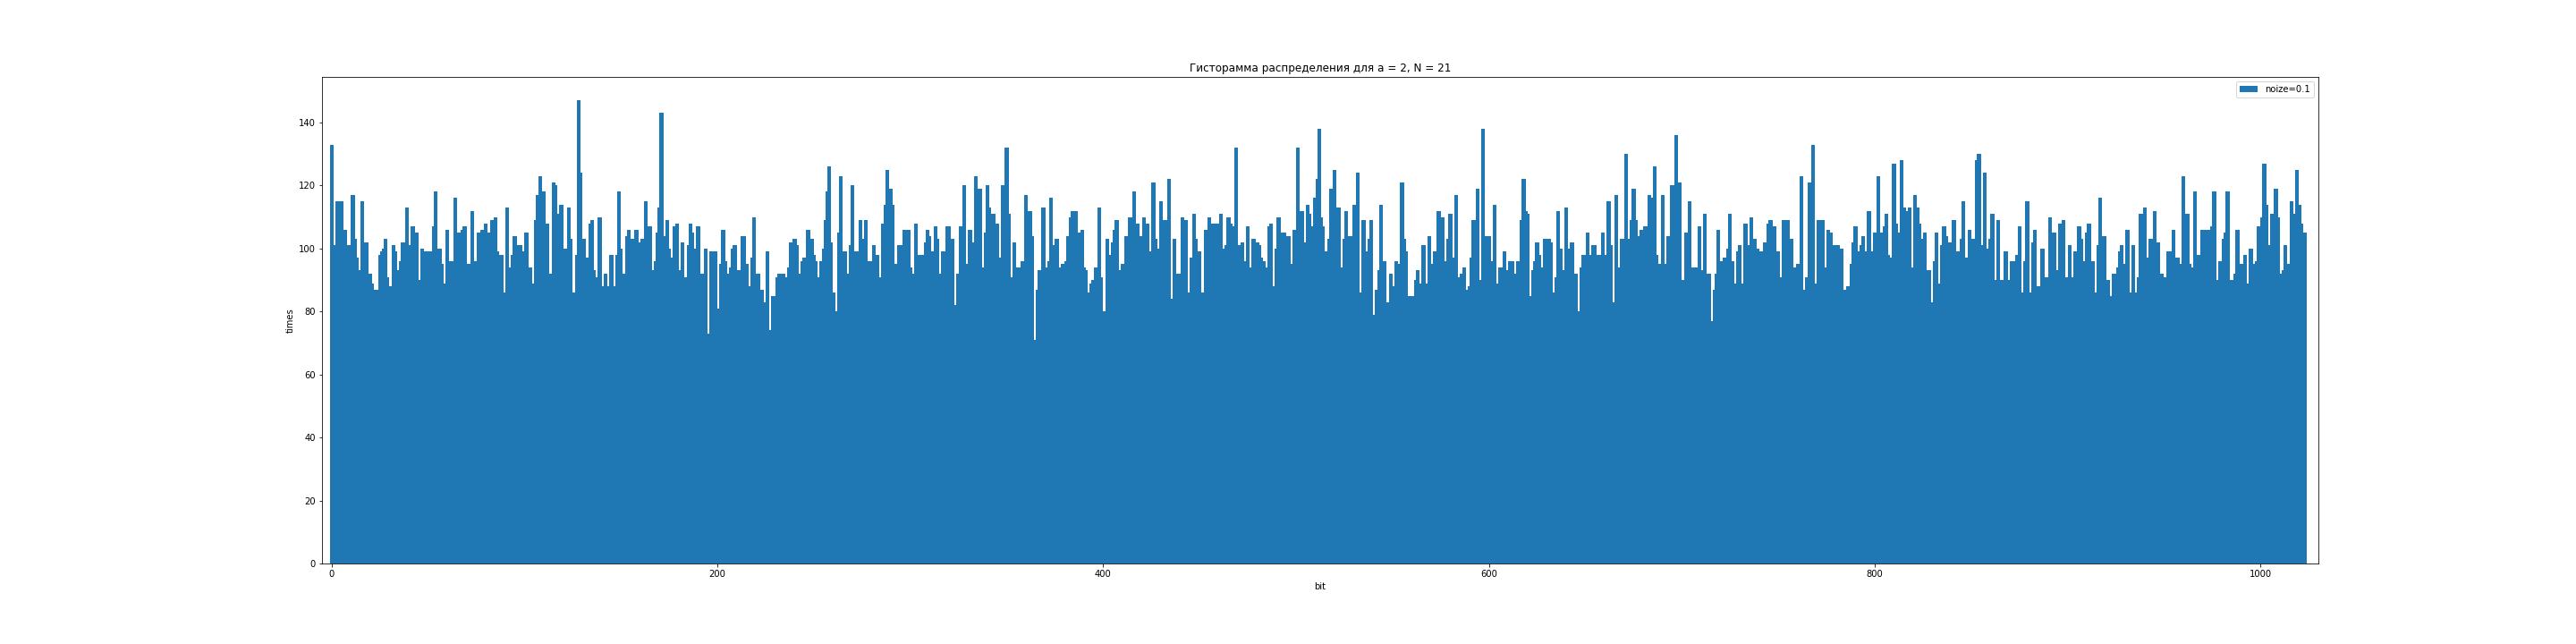 Гисторамма распределения для a = 2, N = 21
noize=0.1
140
120
100
80
60
40
20
0
times
0 200 400 600 800 1000
bit